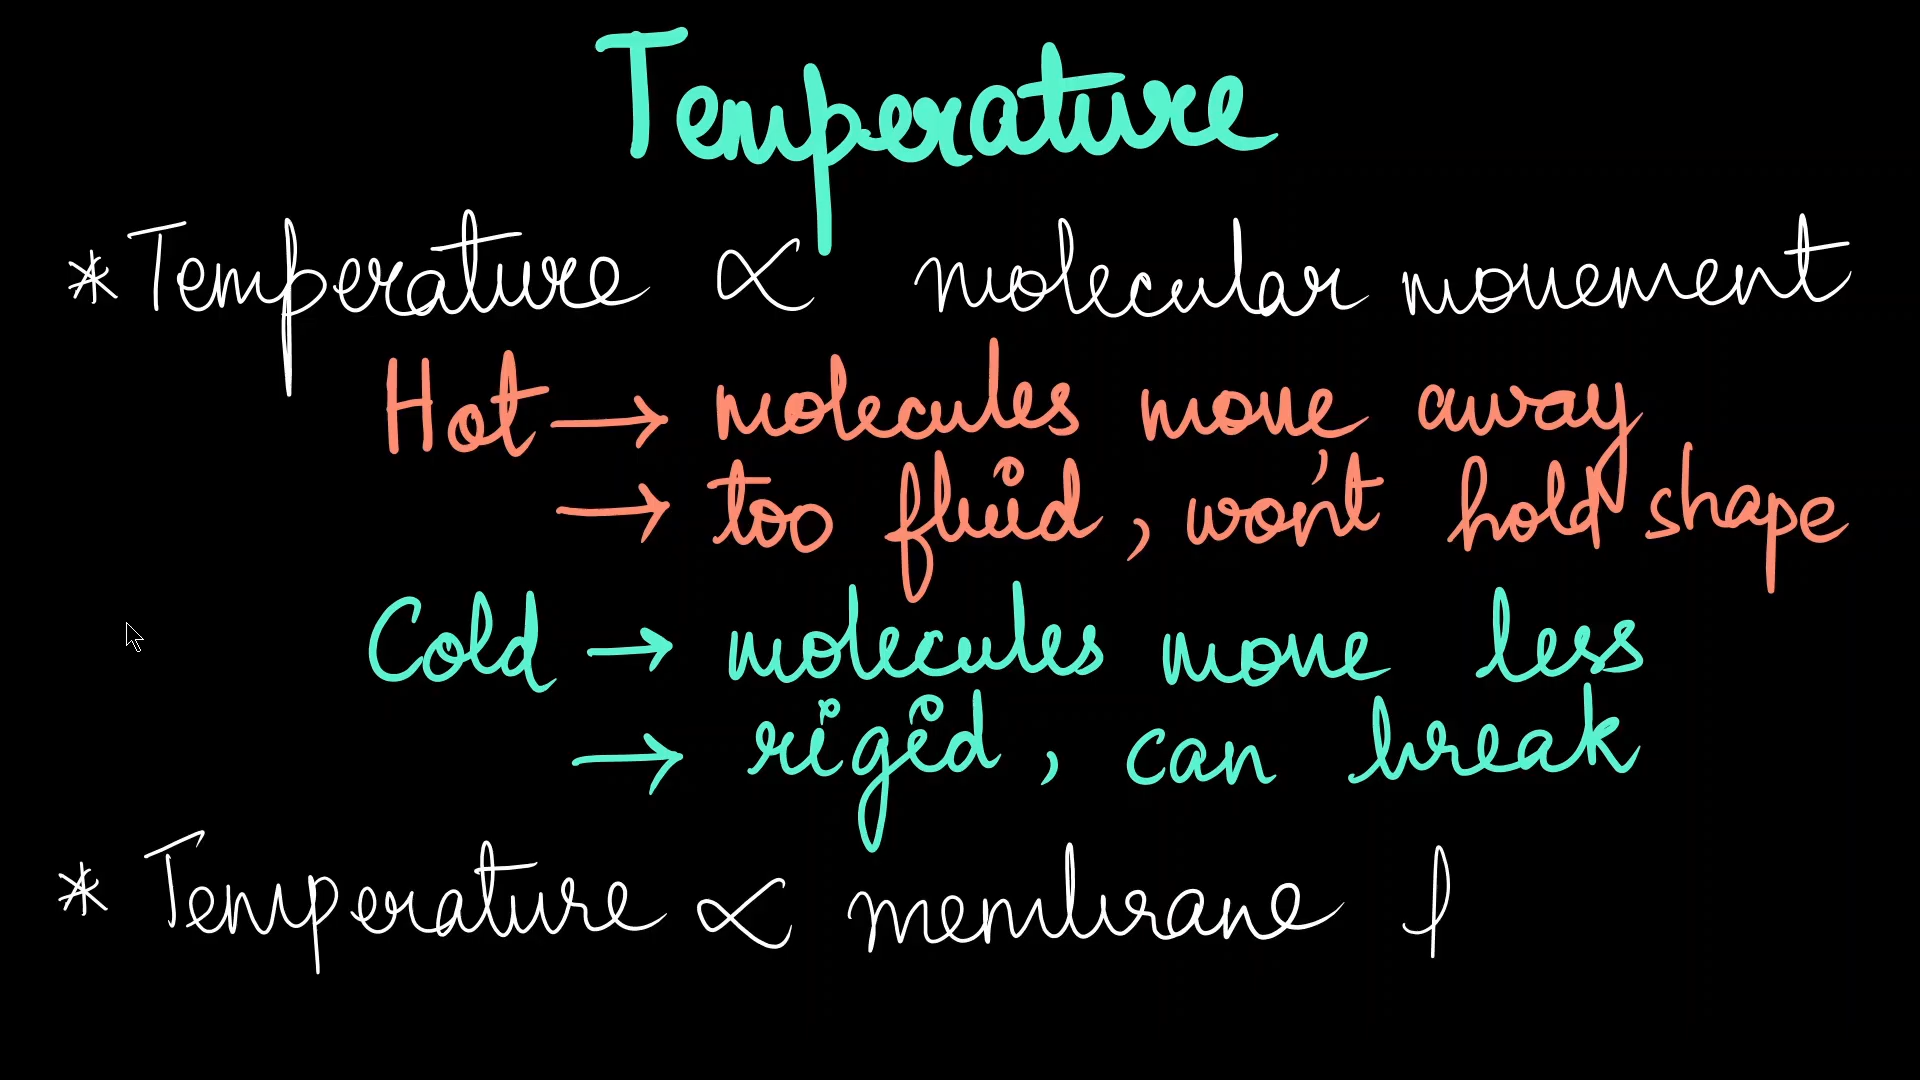 Temperature
* Temperature ∝ molecular movement
Hot → molecules move away
→ too fluid, won't hold shape
Cold → molecules move less
→ rigid, can break
* Temperature ∝ membrane